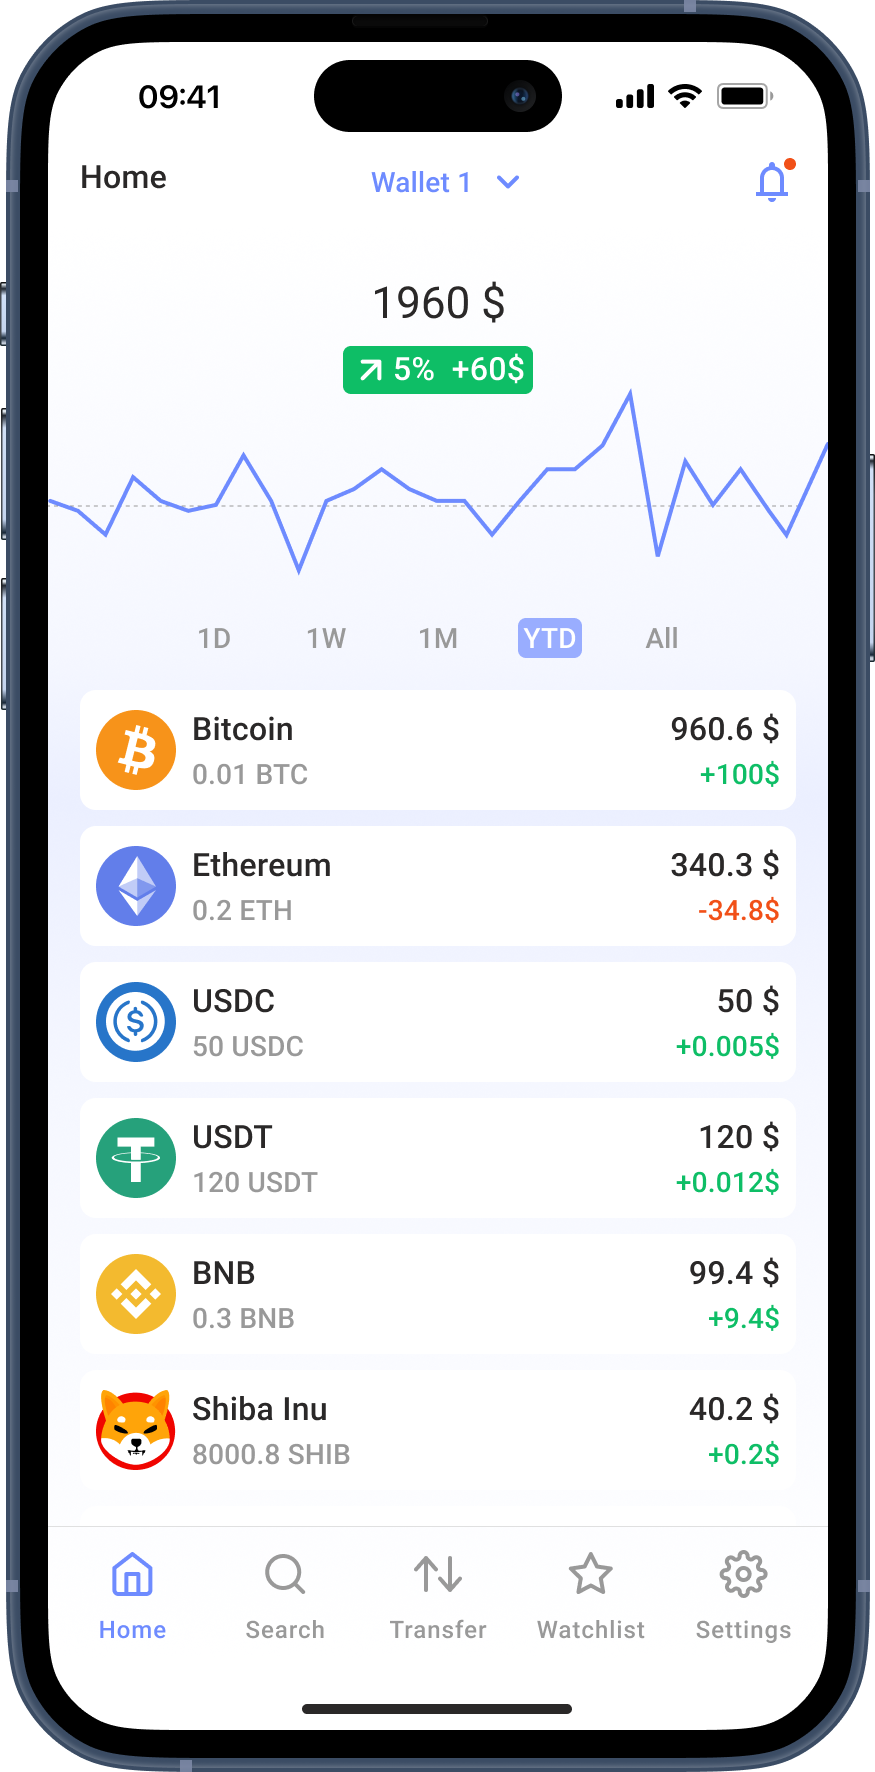 09:41
Home
Wallet 1
1960 $
5% +60$
1D 1W 1M YTD All
Bitcoin 960.6 $
0.01 BTC +100$
Ethereum 340.3 $
0.2 ETH -34.8$
USDC 50 $
50 USDC +0.005$
USDT 120 $
120 USDT +0.012$
BNB 99.4 $
0.3 BNB +9.4$
Shiba Inu 40.2 $
8000.8 SHIB +0.2$
Home Search Transfer Watchlist Settings